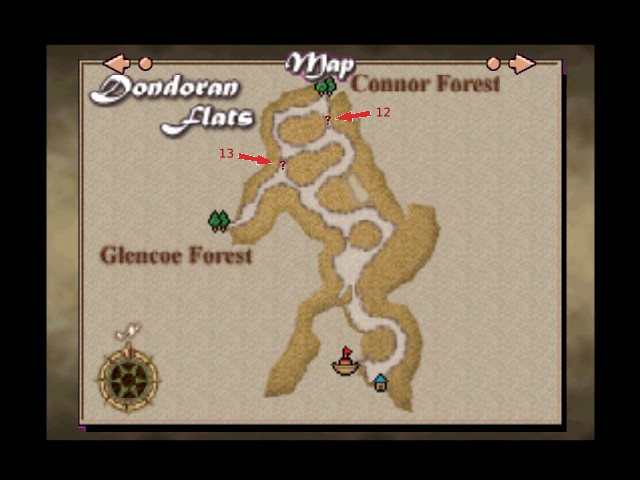 Map
Dondoran
Flats
Connor Forest
? 12
13 ?
Glencoe Forest